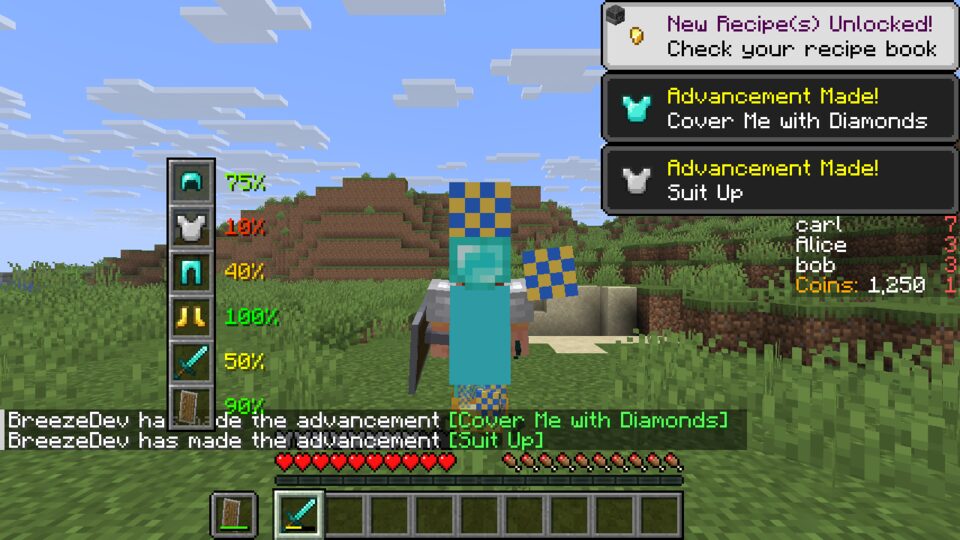 New Recipe(s) Unlocked!
Check your recipe book
Advancement Made!
Cover Me with Diamonds
Advancement Made!
Suit Up
75%
10%
40%
100%
50%
90%
carl 7
Alice 3
bob 3
Coins: 1,250 1
BreezeDev has made the advancement [Cover Me with Diamonds]
BreezeDev has made the advancement [Suit Up]